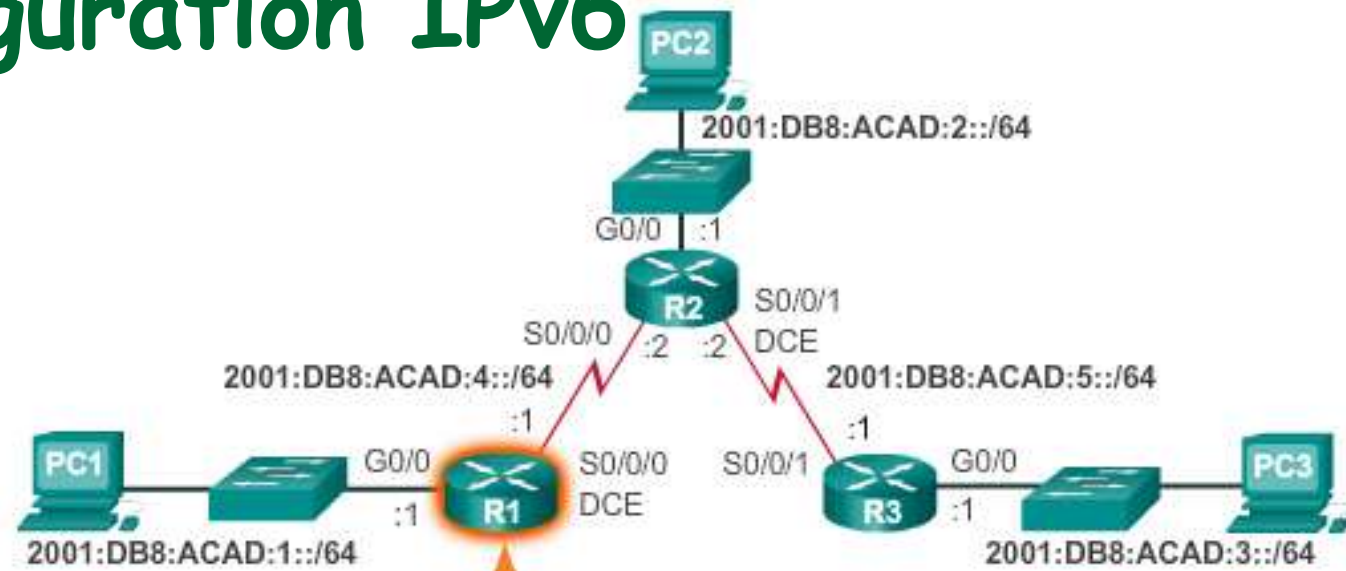 guration IPv6
PC2
2001:DB8:ACAD:2::/64
G0/0 :1
R2
S0/0/1
DCE
S0/0/0
:2 :2
2001:DB8:ACAD:4::/64
2001:DB8:ACAD:5::/64
:1
:1
PC1
G0/0
:1
R1
S0/0/0
DCE
S0/0/1
R3
G0/0
:1
PC3
2001:DB8:ACAD:1::/64
2001:DB8:ACAD:3::/64